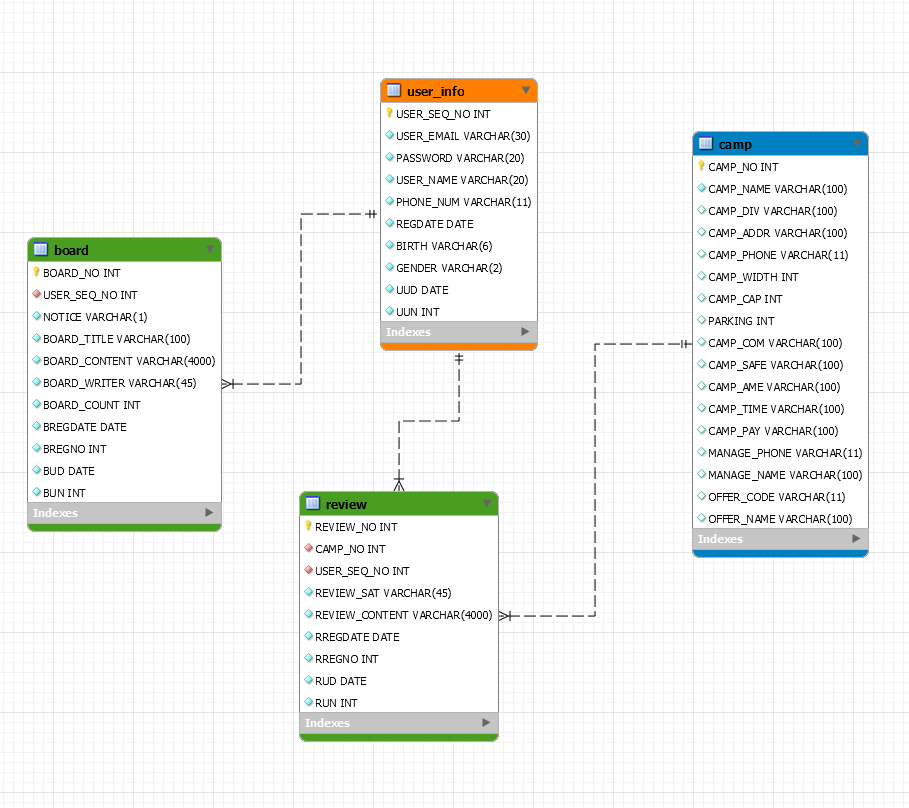 user_info
USER_SEQ_NO INT
USER_EMAIL VARCHAR(30)
PASSWORD VARCHAR(20)
USER_NAME VARCHAR(20)
PHONE_NUM VARCHAR(11)
REGDATE DATE
BIRTH VARCHAR(6)
GENDER VARCHAR(2)
UUD DATE
UUN INT
Indexes
camp
CAMP_NO INT
CAMP_NAME VARCHAR(100)
CAMP_DIV VARCHAR(100)
CAMP_ADDR VARCHAR(100)
CAMP_PHONE VARCHAR(11)
CAMP_WIDTH INT
CAMP_CAP INT
PARKING INT
CAMP_COM VARCHAR(100)
CAMP_SAFE VARCHAR(100)
CAMP_AME VARCHAR(100)
CAMP_TIME VARCHAR(100)
CAMP_PAY VARCHAR(100)
MANAGE_PHONE VARCHAR(11)
MANAGE_NAME VARCHAR(100)
OFFER_CODE VARCHAR(11)
OFFER_NAME VARCHAR(100)
Indexes
board
BOARD_NO INT
USER_SEQ_NO INT
NOTICE VARCHAR(1)
BOARD_TITLE VARCHAR(100)
BOARD_CONTENT VARCHAR(4000)
BOARD_WRITER VARCHAR(45)
BOARD_COUNT INT
BREGDATE DATE
BREGNO INT
BUD DATE
BUN INT
Indexes
review
REVIEW_NO INT
CAMP_NO INT
USER_SEQ_NO INT
REVIEW_SAT VARCHAR(45)
REVIEW_CONTENT VARCHAR(4000)
RREGDATE DATE
RREGNO INT
RUD DATE
RUN INT
Indexes